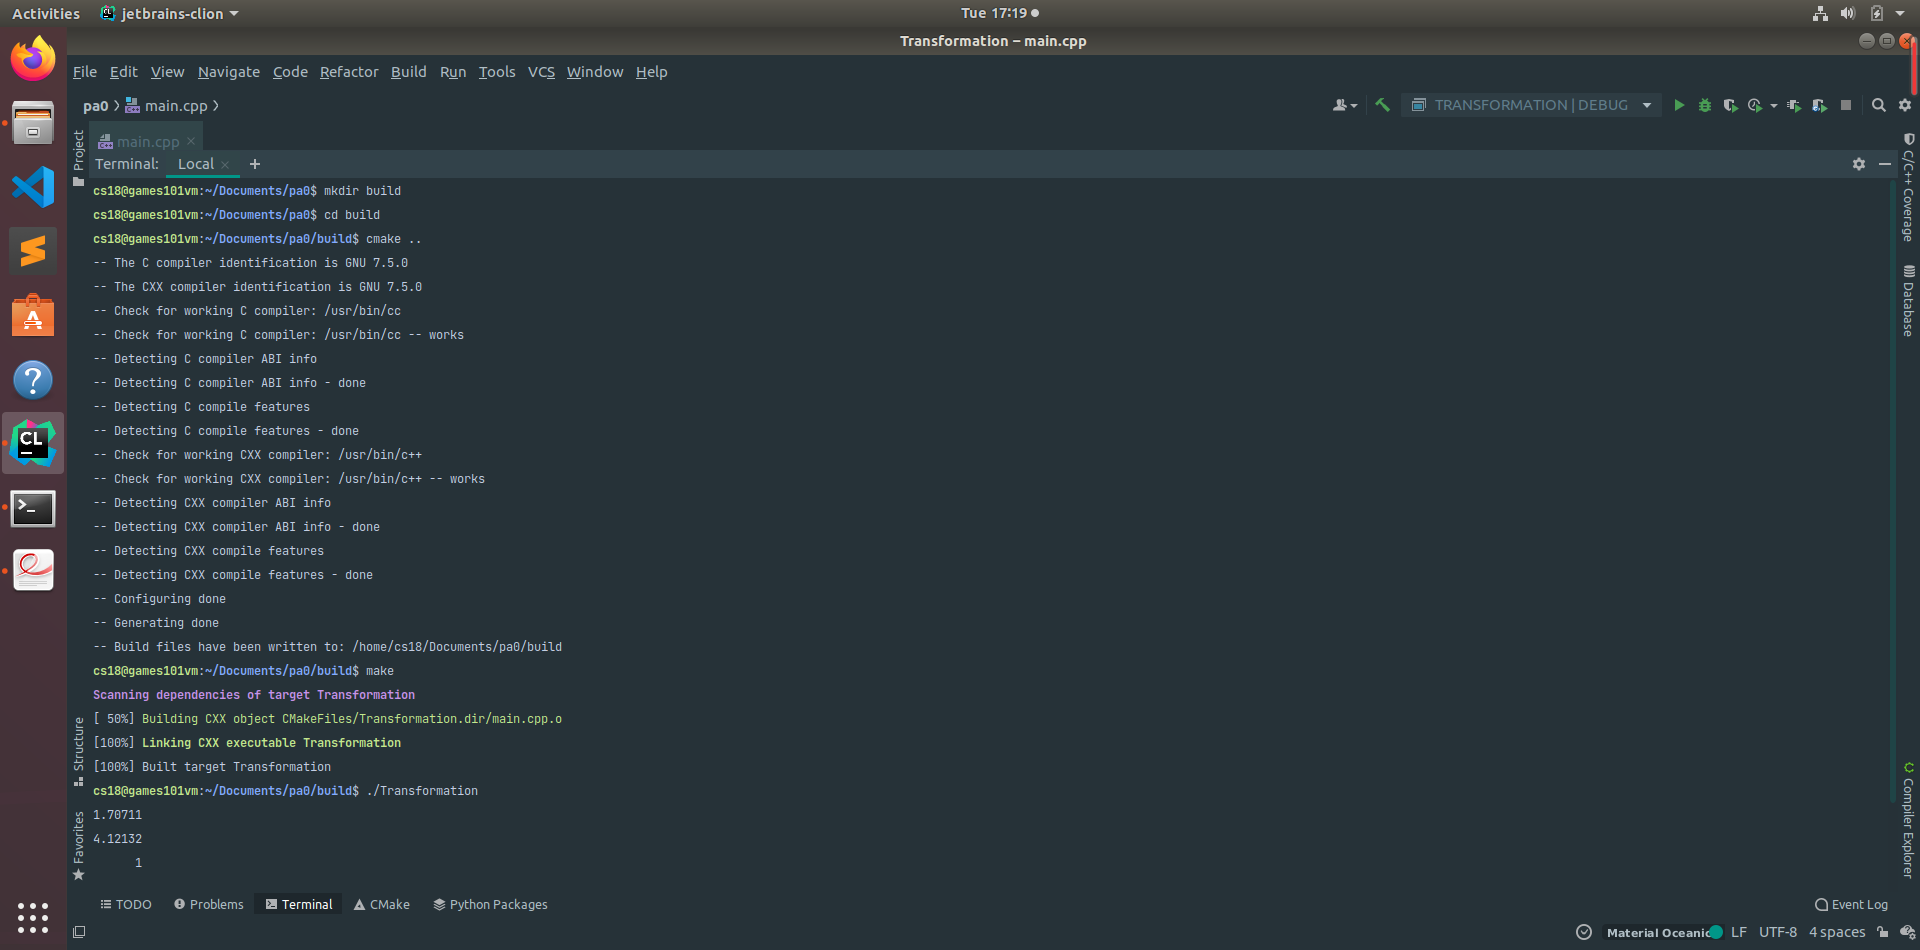 Activities jetbrains-clion Tue 17:19
Transformation – main.cpp
File Edit View Navigate Code Refactor Build Run Tools VCS Window Help
pa0 main.cpp TRANSFORMATION | DEBUG
main.cpp
Terminal: Local +
cs18@games101vm:~/Documents/pa0$ mkdir build
cs18@games101vm:~/Documents/pa0$ cd build
cs18@games101vm:~/Documents/pa0/build$ cmake ..
-- The C compiler identification is GNU 7.5.0
-- The CXX compiler identification is GNU 7.5.0
-- Check for working C compiler: /usr/bin/cc
-- Check for working C compiler: /usr/bin/cc -- works
-- Detecting C compiler ABI info
-- Detecting C compiler ABI info - done
-- Detecting C compile features
-- Detecting C compile features - done
-- Check for working CXX compiler: /usr/bin/c++
-- Check for working CXX compiler: /usr/bin/c++ -- works
-- Detecting CXX compiler ABI info
-- Detecting CXX compiler ABI info - done
-- Detecting CXX compile features
-- Detecting CXX compile features - done
-- Configuring done
-- Generating done
-- Build files have been written to: /home/cs18/Documents/pa0/build
cs18@games101vm:~/Documents/pa0/build$ make
Scanning dependencies of target Transformation
[ 50%] Building CXX object CMakeFiles/Transformation.dir/main.cpp.o
[100%] Linking CXX executable Transformation
[100%] Built target Transformation
cs18@games101vm:~/Documents/pa0/build$ ./Transformation
1.70711
4.12132
1
Project
Structure
Favorites
C/C++ Coverage
Database
Compiler Explorer
TODO Problems Terminal CMake Python Packages Event Log
Material Oceanic LF UTF-8 4 spaces